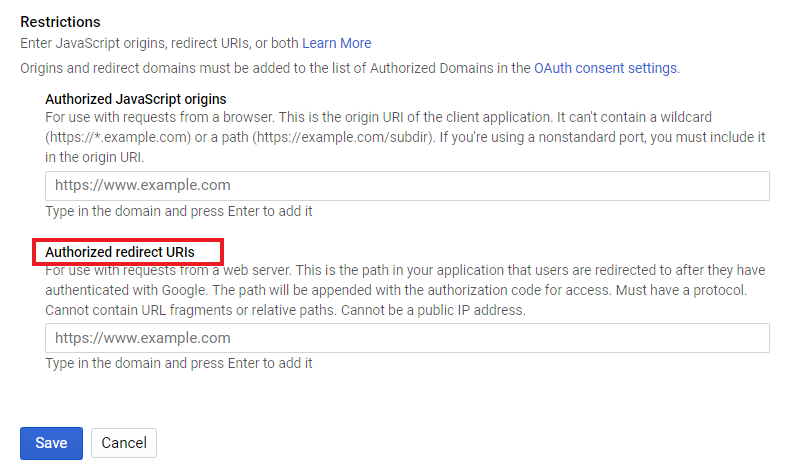 Restrictions
Enter JavaScript origins, redirect URIs, or both Learn More
Origins and redirect domains must be added to the list of Authorized Domains in the OAuth consent settings.
Authorized JavaScript origins
For use with requests from a browser. This is the origin URI of the client application. It can't contain a wildcard
(https://*.example.com) or a path (https://example.com/subdir). If you're using a nonstandard port, you must include it
in the origin URI.
https://www.example.com
Type in the domain and press Enter to add it
Authorized redirect URIs
For use with requests from a web server. This is the path in your application that users are redirected to after they have
authenticated with Google. The path will be appended with the authorization code for access. Must have a protocol.
Cannot contain URL fragments or relative paths. Cannot be a public IP address.
https://www.example.com
Type in the domain and press Enter to add it
Save Cancel